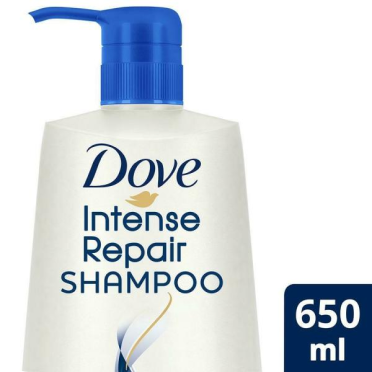 Dove
Intense
Repair
SHAMPOO
650
ml